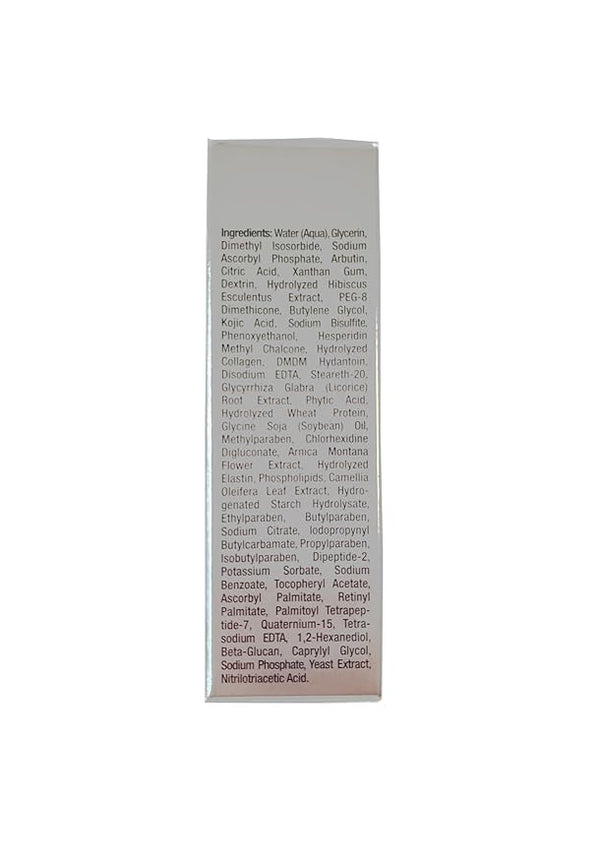 Ingredients: Water (Aqua), Glycerin,
Dimethyl Isosorbide, Sodium
Ascorbyl Phosphate, Arbutin,
Citric Acid, Xanthan Gum,
Dextrin, Hydrolyzed Hibiscus
Esculentus Extract, PEG-8
Dimethicone, Butylene Glycol,
Kojic Acid, Sodium Bisulfite,
Phenoxyethanol, Hesperidin
Methyl Chalcone, Hydrolyzed
Collagen, DMDM Hydantoin,
Disodium EDTA, Steareth-20,
Glycyrrhiza Glabra (Licorice)
Root Extract, Phytic Acid,
Hydrolyzed Wheat Protein,
Glycine Soja (Soybean) Oil,
Methylparaben, Chlorhexidine
Digluconate, Arnica Montana
Flower Extract, Hydrolyzed
Elastin, Phospholipids, Camellia
Oleifera Leaf Extract, Hydro-
genated Starch Hydrolysate,
Ethylparaben, Butylparaben,
Sodium Citrate, Iodopropynyl
Butylcarbamate, Propylparaben,
Isobutylparaben, Dipeptide-2,
Potassium Sorbate, Sodium
Benzoate, Tocopheryl Acetate,
Ascorbyl Palmitate, Retinyl
Palmitate, Palmitoyl Tetrapep-
tide-7, Quaternium-15, Tetra-
sodium EDTA, 1,2-Hexanediol,
Beta-Glucan, Caprylyl Glycol,
Sodium Phosphate, Yeast Extract,
Nitrilotriacetic Acid.